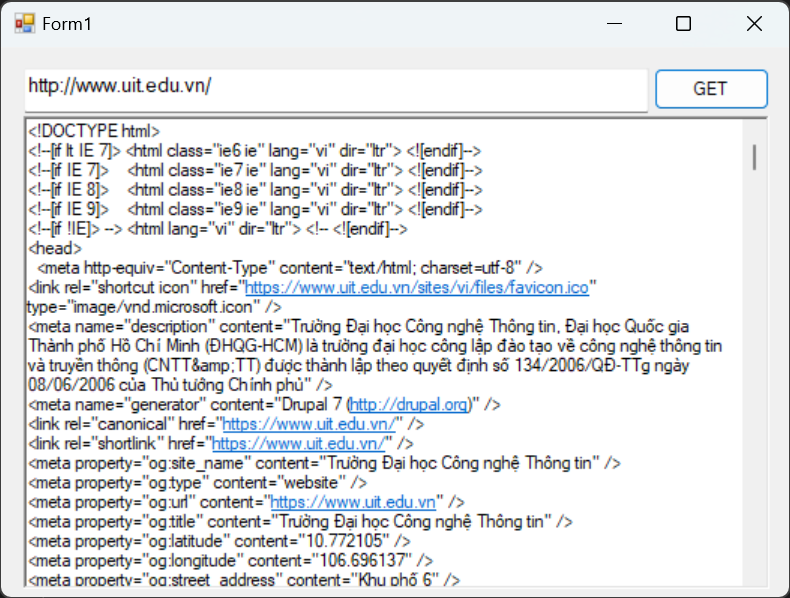 Form1
http://www.uit.edu.vn/
GET
<!DOCTYPE html>
<!--[if lt IE 7]> <html class="ie6 ie" lang="vi" dir="ltr"> <![endif]-->
<!--[if IE 7]>    <html class="ie7 ie" lang="vi" dir="ltr"> <![endif]-->
<!--[if IE 8]>    <html class="ie8 ie" lang="vi" dir="ltr"> <![endif]-->
<!--[if IE 9]>    <html class="ie9 ie" lang="vi" dir="ltr"> <![endif]-->
<!--[if !IE]> --> <html lang="vi" dir="ltr"> <!-- <![endif]-->
<head>
  <meta http-equiv="Content-Type" content="text/html; charset=utf-8" />
<link rel="shortcut icon" href="https://www.uit.edu.vn/sites/vi/files/favicon.ico"
type="image/vnd.microsoft.icon" />
<meta name="description" content="Trường Đại học Công nghệ Thông tin, Đại học Quốc gia
Thành phố Hồ Chí Minh (ĐHQG-HCM) là trường đại học công lập đào tạo về công nghệ thông tin
và truyền thông (CNTT&amp;TT) được thành lập theo quyết định số 134/2006/QĐ-TTg ngày
08/06/2006 của Thủ tướng Chính phủ" />
<meta name="generator" content="Drupal 7 (http://drupal.org)" />
<link rel="canonical" href="https://www.uit.edu.vn/" />
<link rel="shortlink" href="https://www.uit.edu.vn/" />
<meta property="og:site_name" content="Trường Đại học Công nghệ Thông tin" />
<meta property="og:type" content="website" />
<meta property="og:url" content="https://www.uit.edu.vn" />
<meta property="og:title" content="Trường Đại học Công nghệ Thông tin" />
<meta property="og:latitude" content="10.772105" />
<meta property="og:longitude" content="106.696137" />
<meta property="og:street_address" content="Khu phố 6" />